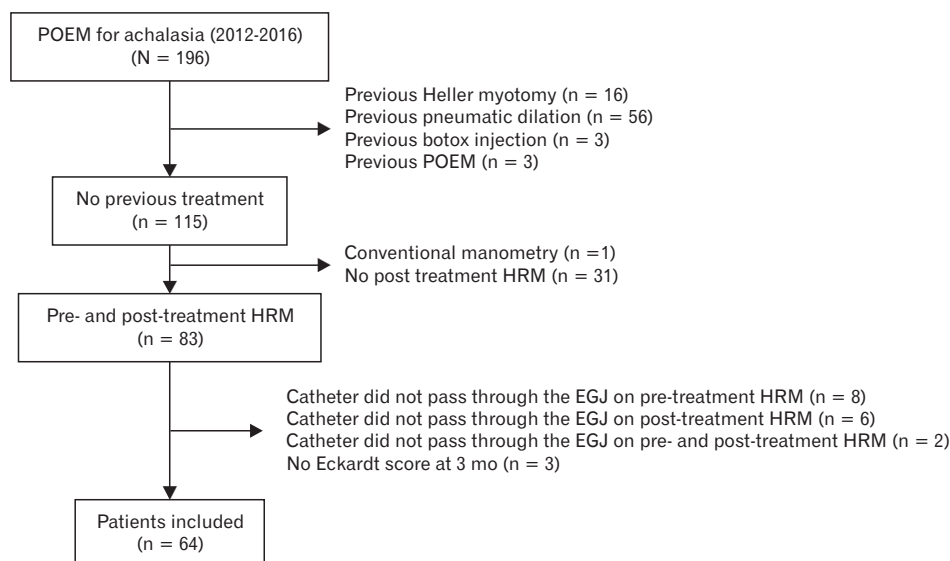 POEM for achalasia (2012-2016)
(N = 196)
Previous Heller myotomy (n = 16)
Previous pneumatic dilation (n = 56)
Previous botox injection (n = 3)
Previous POEM (n = 3)
No previous treatment
(n = 115)
Conventional manometry (n =1)
No post treatment HRM (n = 31)
Pre- and post-treatment HRM
(n = 83)
Catheter did not pass through the EGJ on pre-treatment HRM (n = 8)
Catheter did not pass through the EGJ on post-treatment HRM (n = 6)
Catheter did not pass through the EGJ on pre- and post-treatment HRM (n = 2)
No Eckardt score at 3 mo (n = 3)
Patients included
(n = 64)